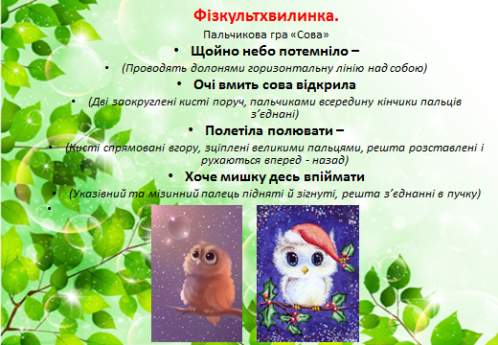 Фізкультхвилинка.
Пальчикова гра «Сова»
• Щойно небо потемніло –
• (Проводять долонями горизонтальну лінію над собою)
• Очі вмить сова відкрила
• (Дві заокруглені кисті поруч, пальчиками всередину кінчики пальців
з’єднані)
• Полетіла полювати –
• (Кисті спрямовані вгору, зціплені великими пальцями, решта розставлені і
рухаються вперед - назад)
• Хоче мишку десь впіймати
• (Указівний та мізинний палець підняті й зігнуті, решта з’єднанні в пучку)
•